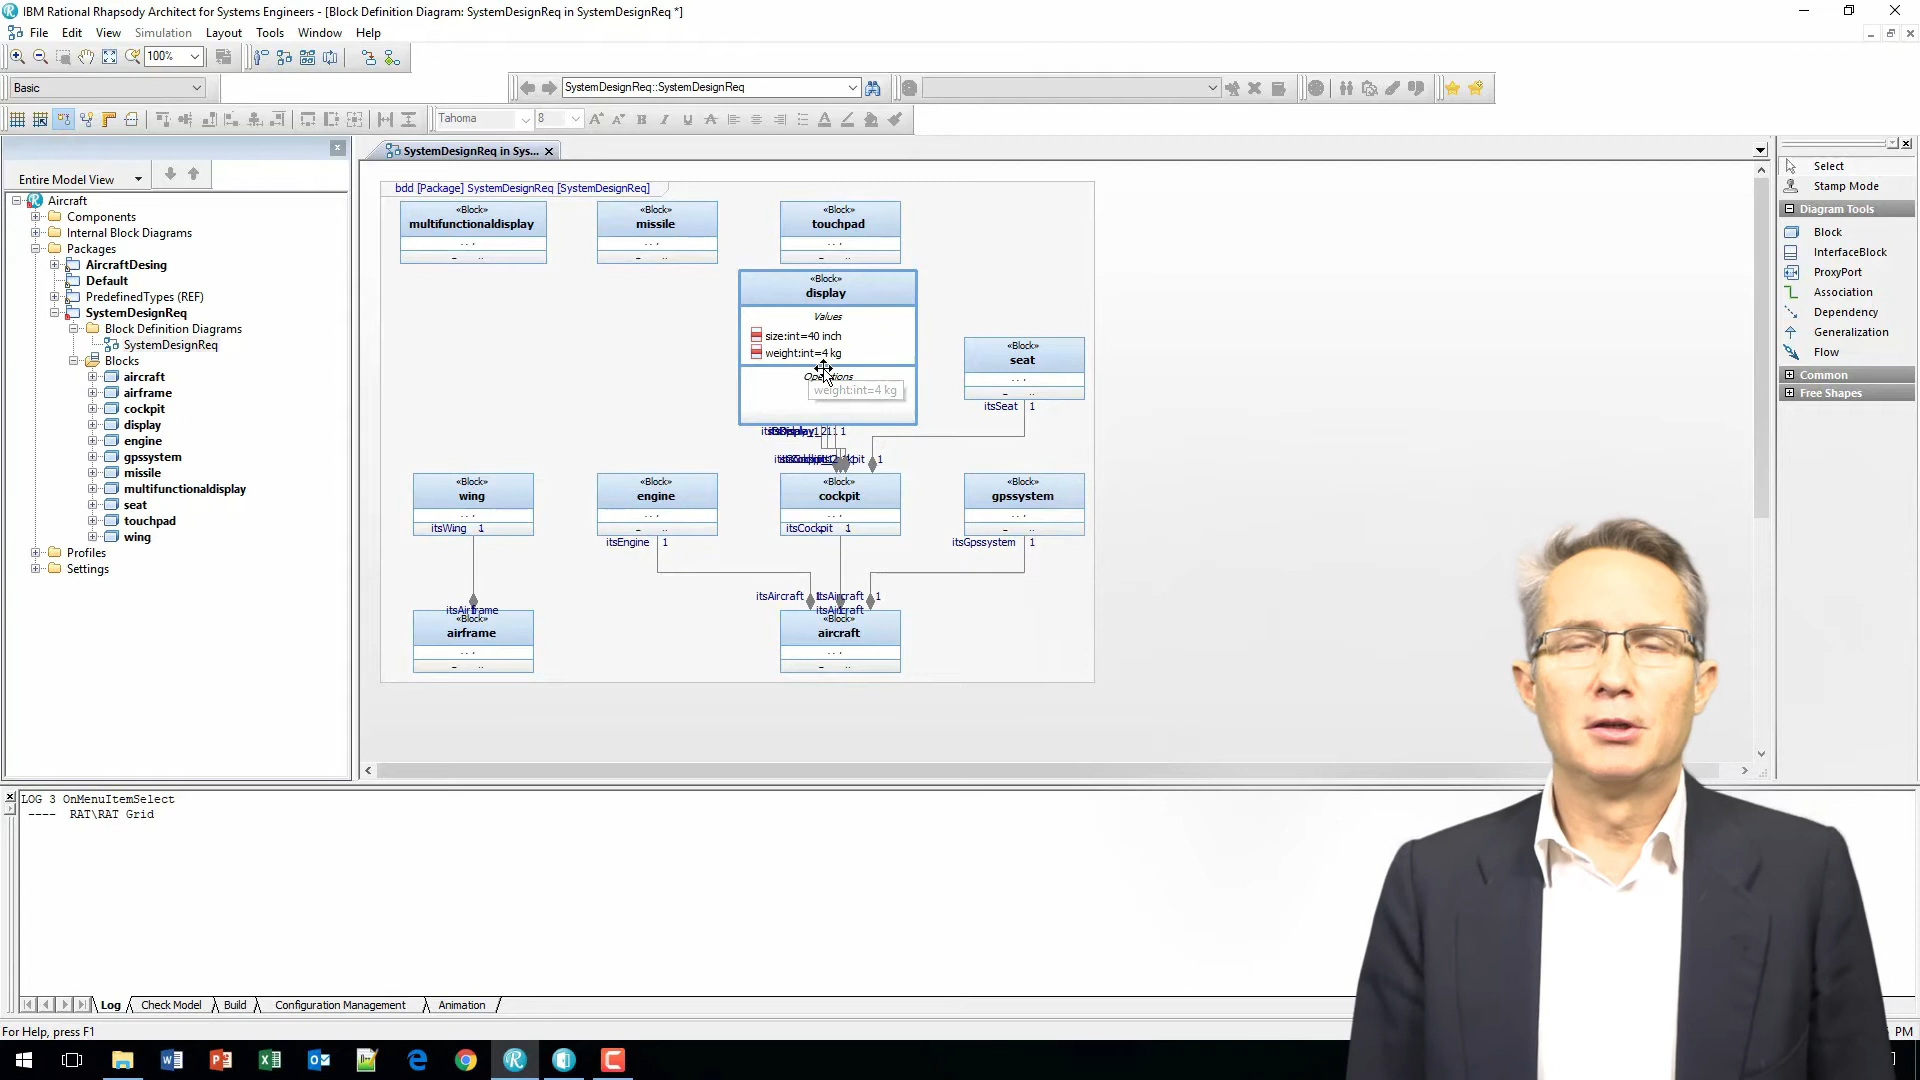 IBM Rational Rhapsody Architect for Systems Engineers - [Block Definition Diagram: SystemDesignReq in SystemDesignReq *]
File Edit View Simulation Layout Tools Window Help
100%
Basic
SystemDesignReq::SystemDesignReq
Tahoma 8
Entire Model View
Aircraft
Components
Internal Block Diagrams
Packages
AircraftDesing
Default
PredefinedTypes (REF)
SystemDesignReq
Block Definition Diagrams
SystemDesignReq
Blocks
aircraft
airframe
cockpit
display
engine
gpssystem
missile
multifunctionaldisplay
seat
touchpad
wing
Profiles
Settings
SystemDesignReq in Sys...
bdd [Package] SystemDesignReq [SystemDesignReq]
«Block»
multifunctionaldisplay
«Block»
missile
«Block»
touchpad
«Block»
display
Values
size:int=40 inch
weight:int=4 kg
weight:int=4 kg
«Block»
seat
itsSeat 1
1
1
«Block»
wing
itsWing 1
«Block»
engine
itsEngine 1
«Block»
cockpit
itsCockpit 1
«Block»
gpssystem
itsGpssystem 1
itsAircraft
itsAircraft 1
itsAirframe
itsAircraft
«Block»
airframe
«Block»
aircraft
Select
Stamp Mode
Diagram Tools
Block
InterfaceBlock
ProxyPort
Association
Dependency
Generalization
Flow
Common
Free Shapes
LOG 3 OnMenuItemSelect
---- RAT\RAT Grid
Log Check Model Build Configuration Management Animation
For Help, press F1
PM